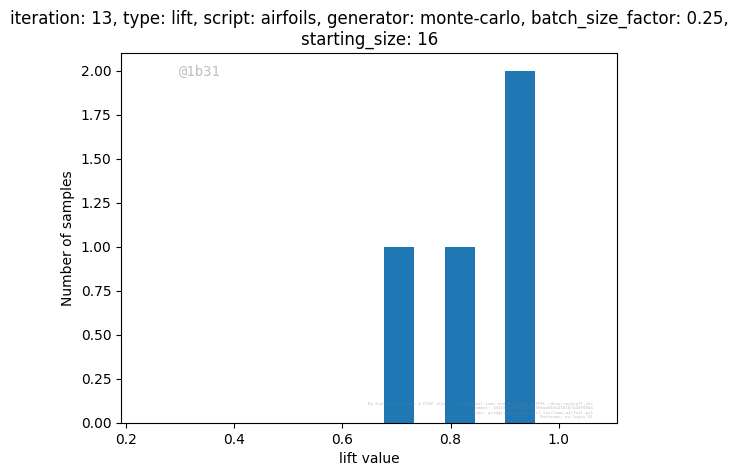 iteration: 13, type: lift, script: airfoils, generator: monte-carlo, batch_size_factor: 0.25,
starting_size: 16
@1b31
2.00
1.75
1.50
1.25
1.00
0.75
0.50
0.25
0.00
Number of samples
0.2 0.4 0.6 0.8 1.0
lift value